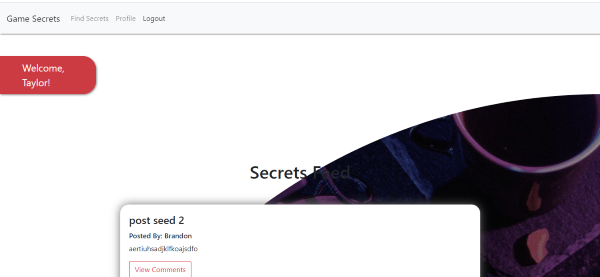 Game Secrets Find Secrets Profile Logout
Welcome,
Taylor!
Secrets Feed
post seed 2
Posted By: Brandon
aertiuhsadjklfkoajsdfo
View Comments